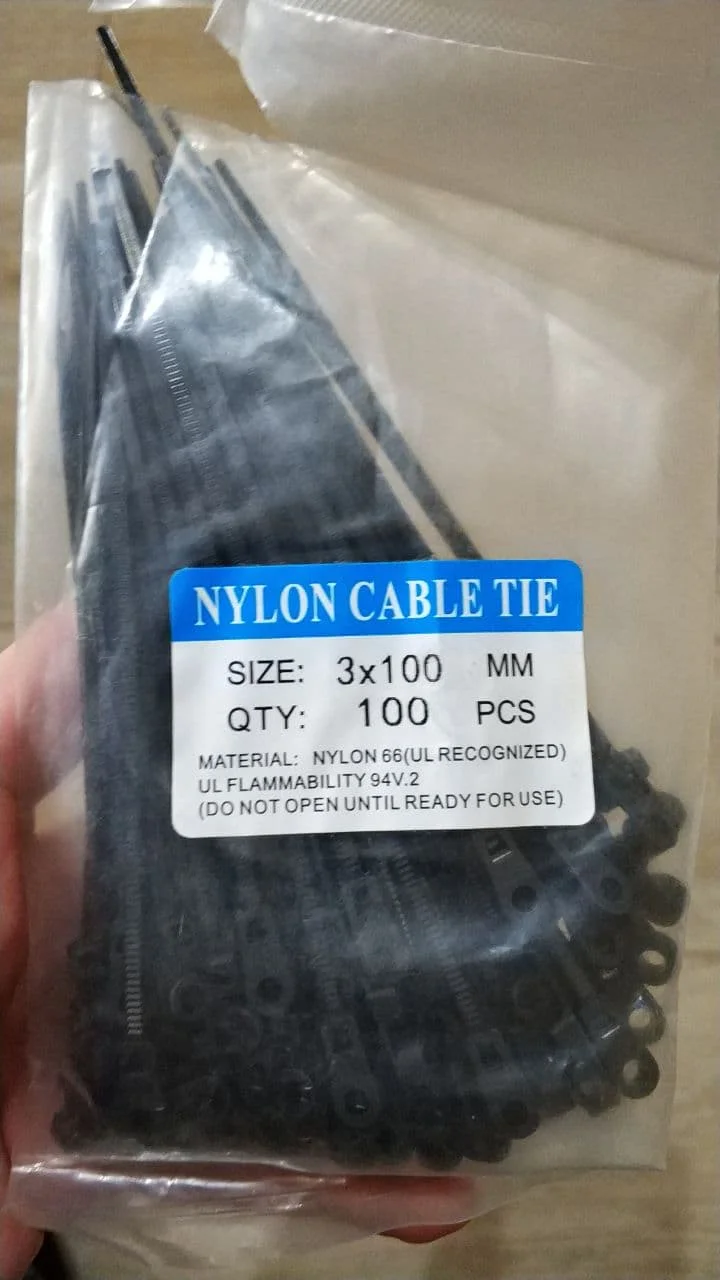 NYLON CABLE TIE
SIZE: 3x100 MM
QTY: 100 PCS
MATERIAL: NYLON 66(UL RECOGNIZED)
UL FLAMMABILITY 94V.2
(DO NOT OPEN UNTIL READY FOR USE)